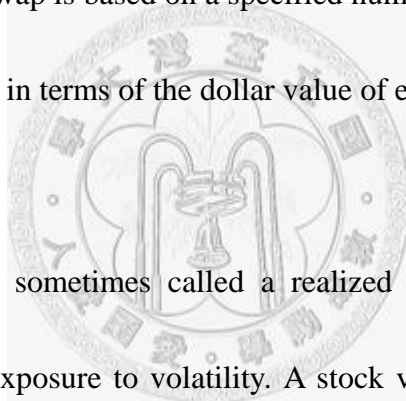 wap is based on a specified num
in terms of the dollar value of e
sometimes called a realized
xposure to volatility. A stock v